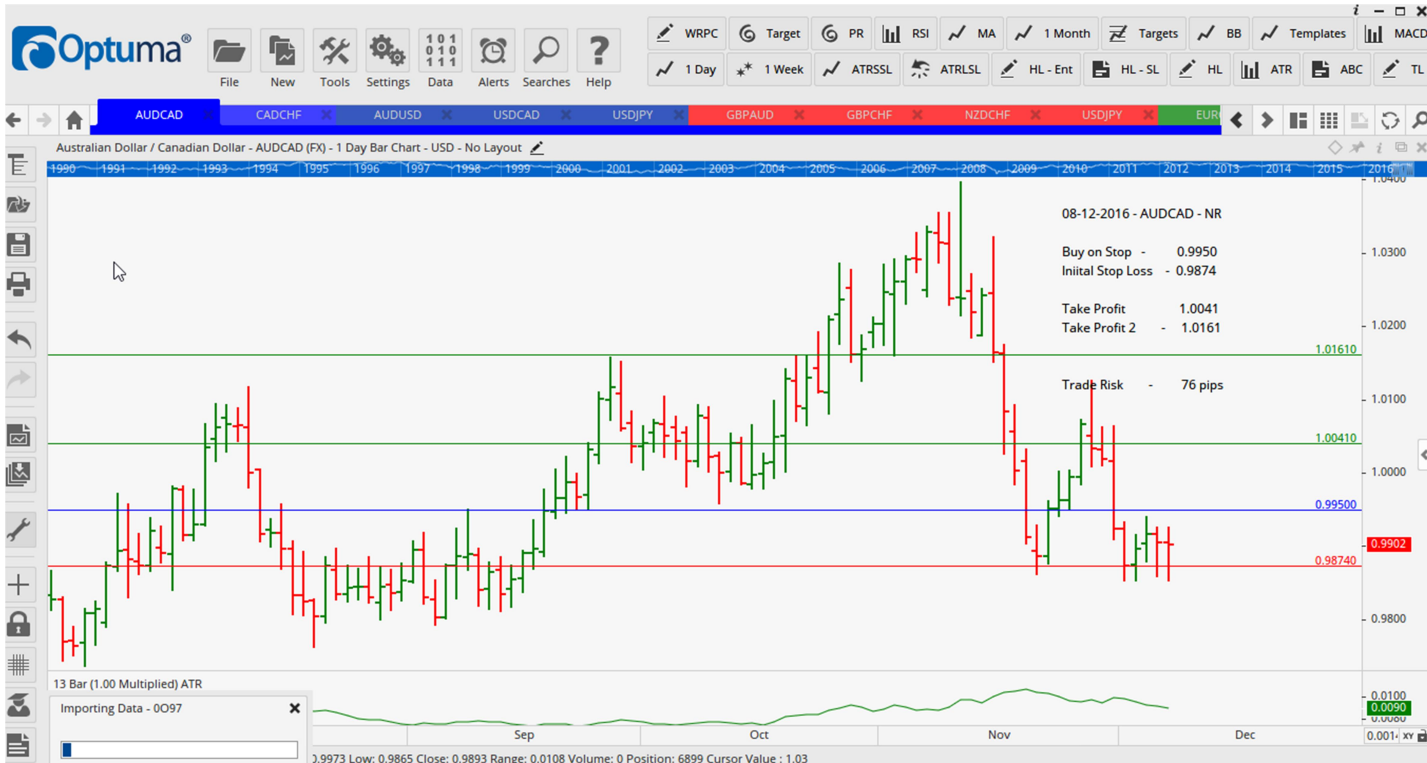 i
Optuma®
File New Tools Settings Data Alerts Searches Help
WRPC Target PR RSI MA 1 Month Targets BB Templates MACD
1 Day 1 Week ATRSSL ATRLSL HL - Ent HL - SL HL ATR ABC TL
AUDCAD CADCHF AUDUSD USDCAD USDJPY GBPAUD GBPCHF NZDCHF USDJPY EUR
Australian Dollar / Canadian Dollar - AUDCAD (FX) - 1 Day Bar Chart - USD - No Layout
1990 1991 1992 1993 1994 1995 1996 1997 1998 1999 2000 2001 2002 2003 2004 2005 2006 2007 2008 2009 2010 2011 2012 2013 2014 2015 2016
1.0400
08-12-2016 - AUDCAD - NR
Buy on Stop - 0.9950
1.0300
Iniital Stop Loss - 0.9874
Take Profit 1.0041
Take Profit 2 - 1.0161
1.0200
1.01610
Trade Risk - 76 pips
1.0100
1.00410
1.0000
0.99500
0.9902
0.98740
0.9800
13 Bar (1.00 Multiplied) ATR
0.0100
0.0090
0.0080
Importing Data - 0O97
Sep Oct Nov Dec
0.001
XY
0.9973 Low: 0.9865 Close: 0.9893 Range: 0.0108 Volume: 0 Position: 6899 Cursor Value : 1.03